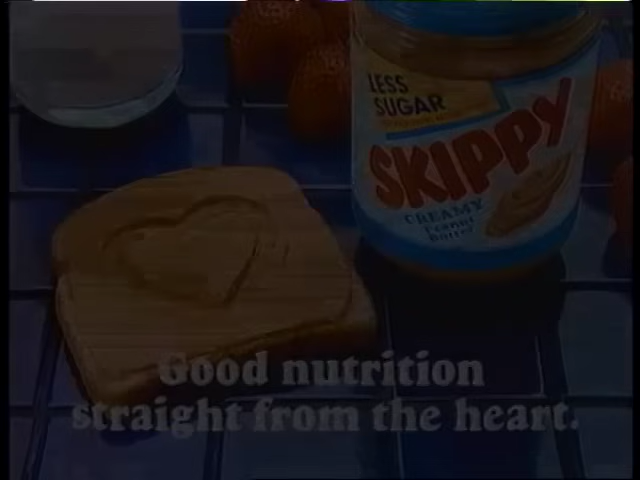 LESS
SUGAR
SKIPPY
CREAMY
Peanut
Butter
Good nutrition
straight from the heart.